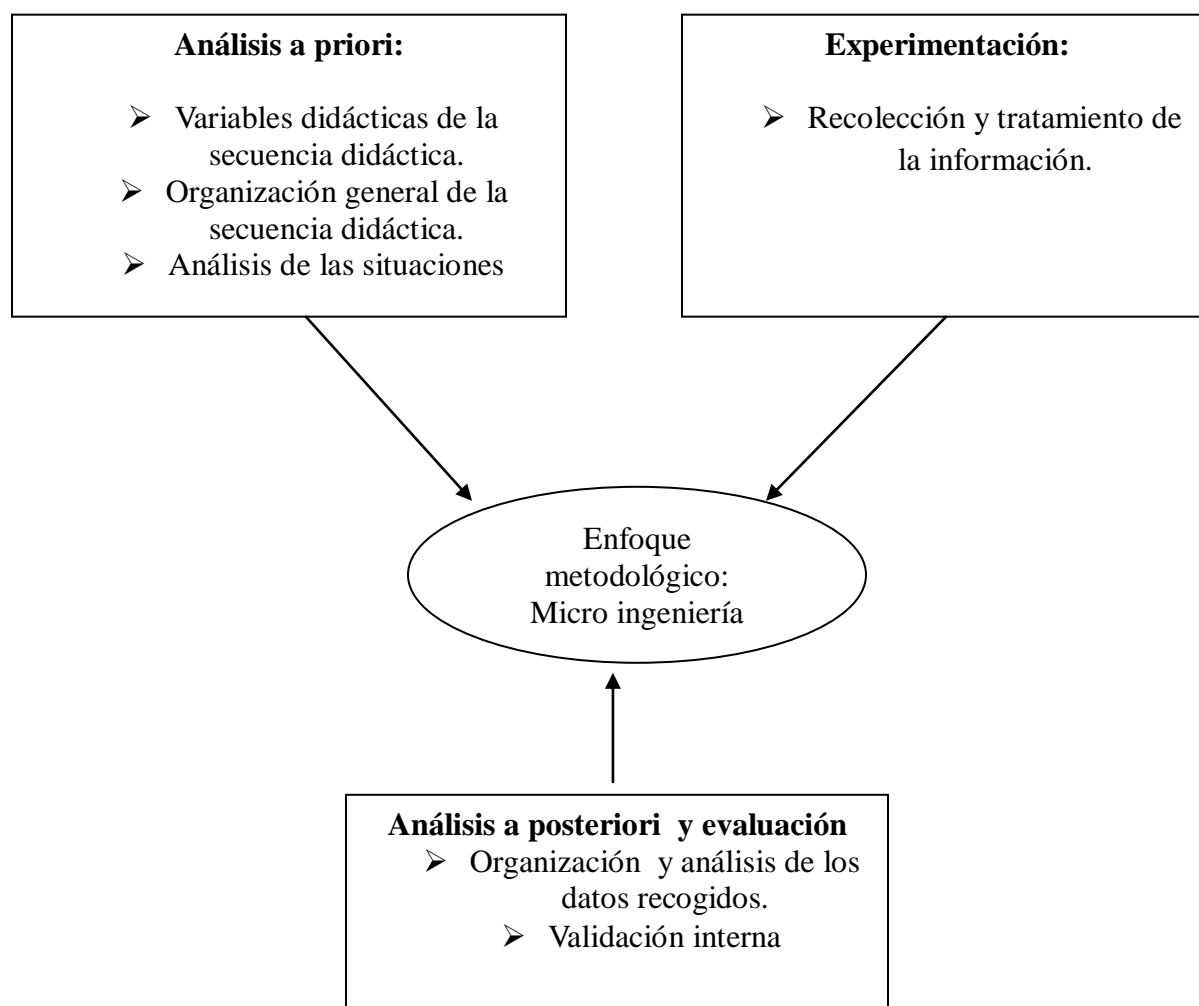 Análisis a priori:
➢ Variables didácticas de la
secuencia didáctica.
➢ Organización general de la
secuencia didáctica.
➢ Análisis de las situaciones
Experimentación:
➢ Recolección y tratamiento de
la información.
Enfoque
metodológico:
Micro ingeniería
Análisis a posteriori y evaluación
➢ Organización y análisis de los
datos recogidos.
➢ Validación interna